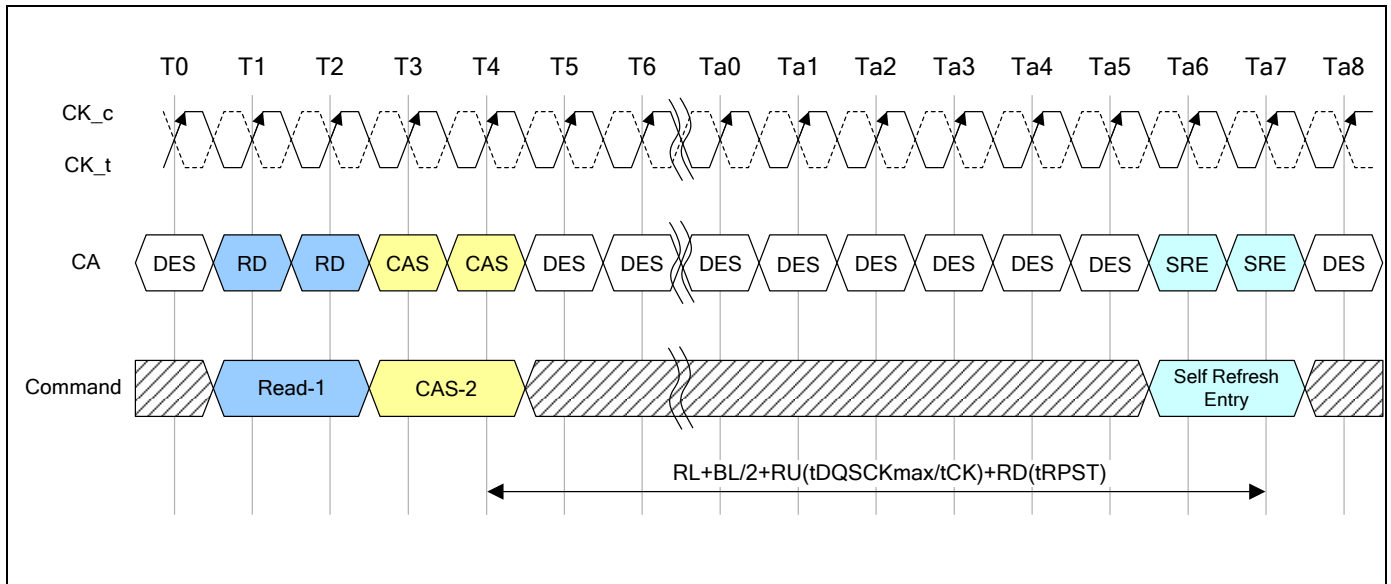 T0 T1 T2 T3 T4 T5 T6 Ta0 Ta1 Ta2 Ta3 Ta4 Ta5 Ta6 Ta7 Ta8
CK_c
CK_t
CA DES RD RD CAS CAS DES DES DES DES DES DES DES DES SRE SRE DES
Command Read-1 CAS-2 Self Refresh
Entry
RL+BL/2+RU(tDQSCKmax/tCK)+RD(tRPST)